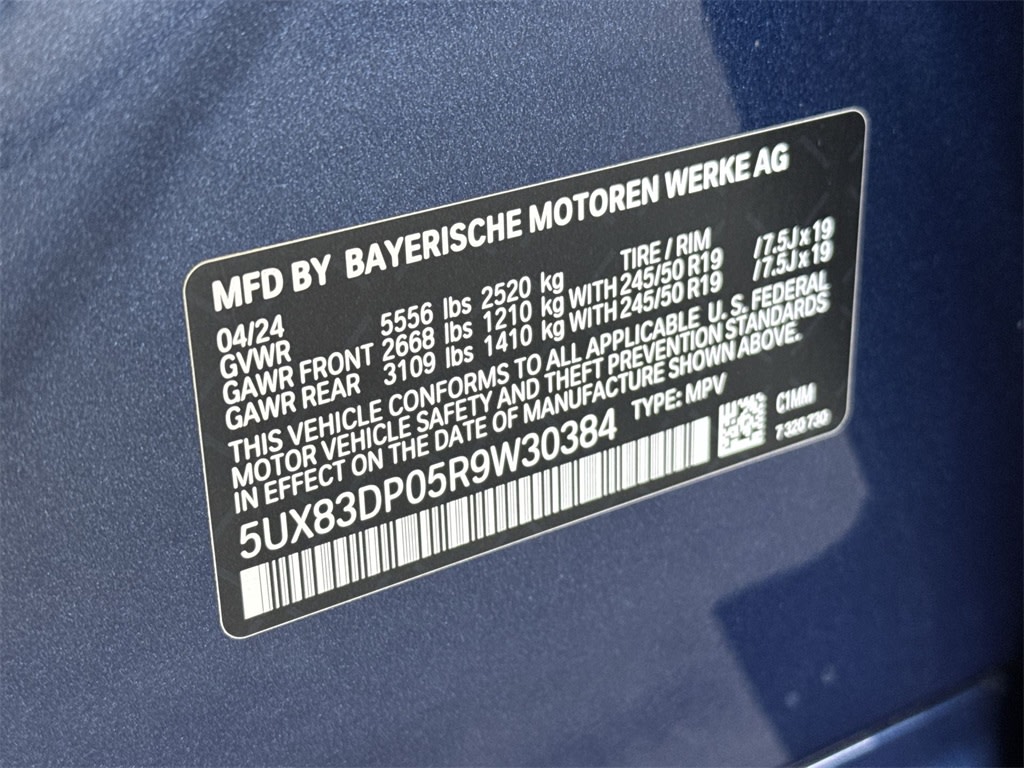 MFD BY BAYERISCHE MOTOREN WERKE AG
04/24 TIRE / RIM
GVWR 5556 lbs 2520 kg
GAWR FRONT 2668 lbs 1210 kg WITH 245/50 R19 /7.5J x 19
GAWR REAR 3109 lbs 1410 kg WITH 245/50 R19 /7.5J x 19
THIS VEHICLE CONFORMS TO ALL APPLICABLE U. S. FEDERAL
MOTOR VEHICLE SAFETY AND THEFT PREVENTION STANDARDS
IN EFFECT ON THE DATE OF MANUFACTURE SHOWN ABOVE.
5UX83DP05R9W30384 TYPE: MPV C1MM
7 320 730